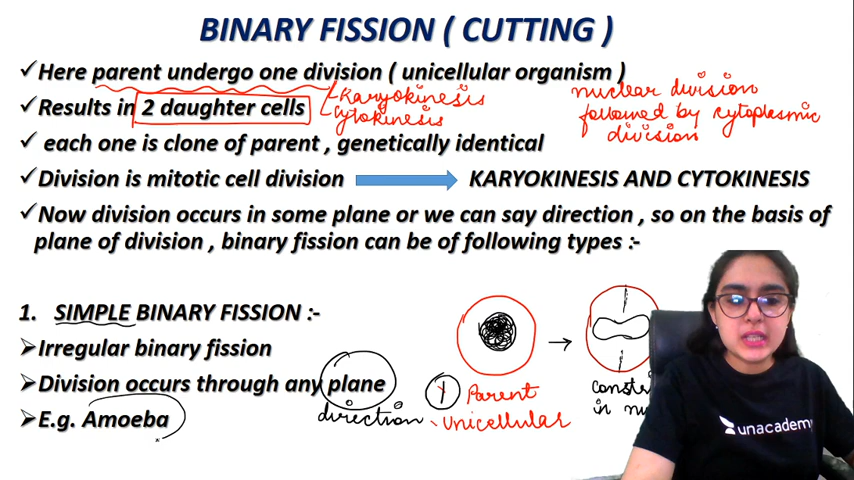 BINARY FISSION ( CUTTING )
✓Here parent undergo one division ( unicellular organism )
✓Results in 2 daughter cells
Karyokinesis
Cytokinesis
nuclear division
followed by cytoplasmic
division
✓ each one is clone of parent , genetically identical
✓Division is mitotic cell division
KARYOKINESIS AND CYTOKINESIS
✓Now division occurs in some plane or we can say direction , so on the basis of
plane of division , binary fission can be of following types :-
1. SIMPLE BINARY FISSION :-
➢Irregular binary fission
➢Division occurs through any plane
direction
➢E.g. Amoeba
1
Parent
unicellular
in
unacademy